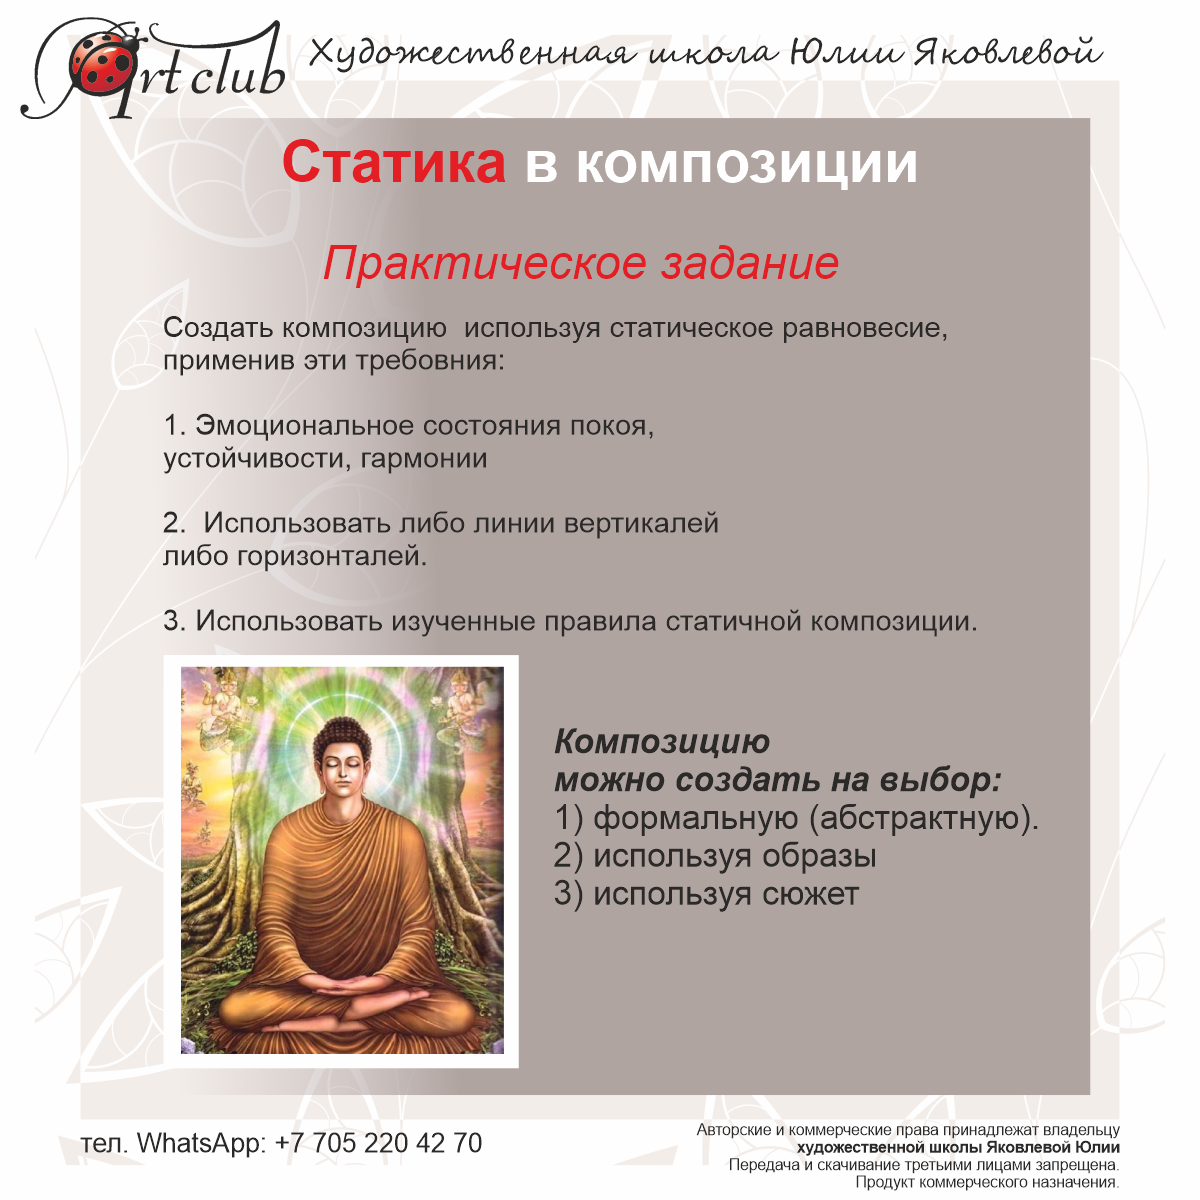 Art club
Художественная школа Юлии Яковлевой
Статика в композиции
Практическое задание
Создать композицию используя статическое равновесие,
применив эти требовния:
1. Эмоциональное состояния покоя,
устойчивости, гармонии
2. Использовать либо линии вертикалей
либо горизонталей.
3. Использовать изученные правила статичной композиции.
Композицию
можно создать на выбор:
1) формальную (абстрактную).
2) используя образы
3) используя сюжет
тел. WhatsApp: +7 705 220 42 70
Авторские и коммерческие права принадлежат владельцу
художественной школы Яковлевой Юлии
Передача и скачивание третьими лицами запрещена.
Продукт коммерческого назначения.